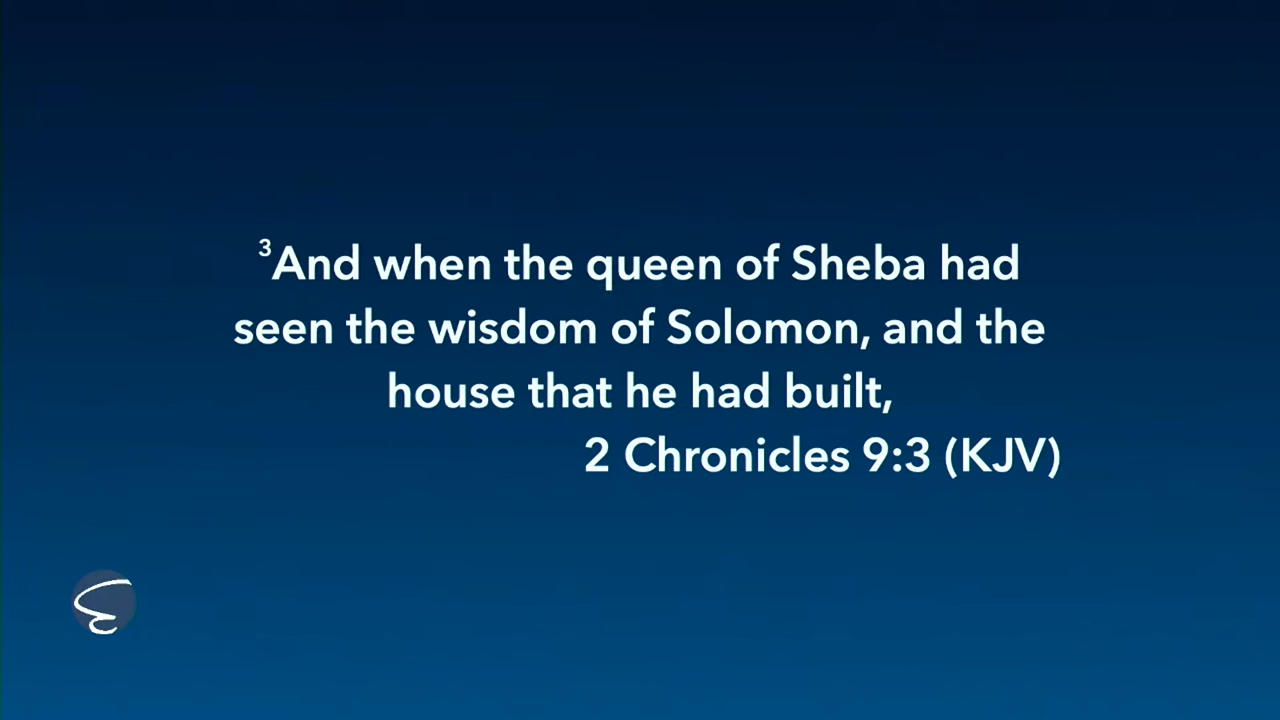 ³And when the queen of Sheba had
seen the wisdom of Solomon, and the
house that he had built,
2 Chronicles 9:3 (KJV)